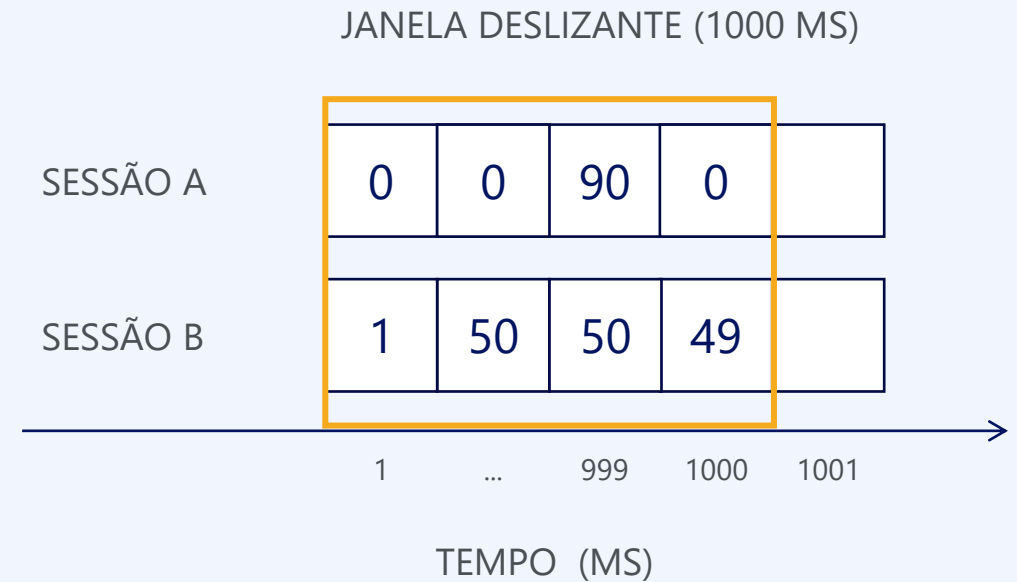 JANELA DESLIZANTE (1000 MS)
SESSÃO A 0 0 90 0
SESSÃO B 1 50 50 49
1 ... 999 1000 1001
TEMPO (MS)